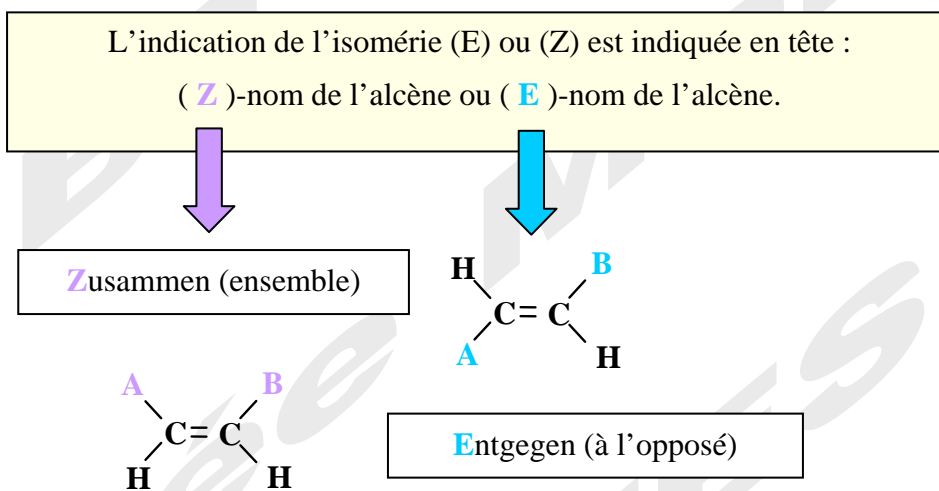 L’indication de l’isomérie (E) ou (Z) est indiquée en tête :
( Z )-nom de l’alcène ou ( E )-nom de l’alcène.
Zusammen (ensemble)
H B
C= C
A H
A B
C= C
H H
Entgegen (à l’opposé)